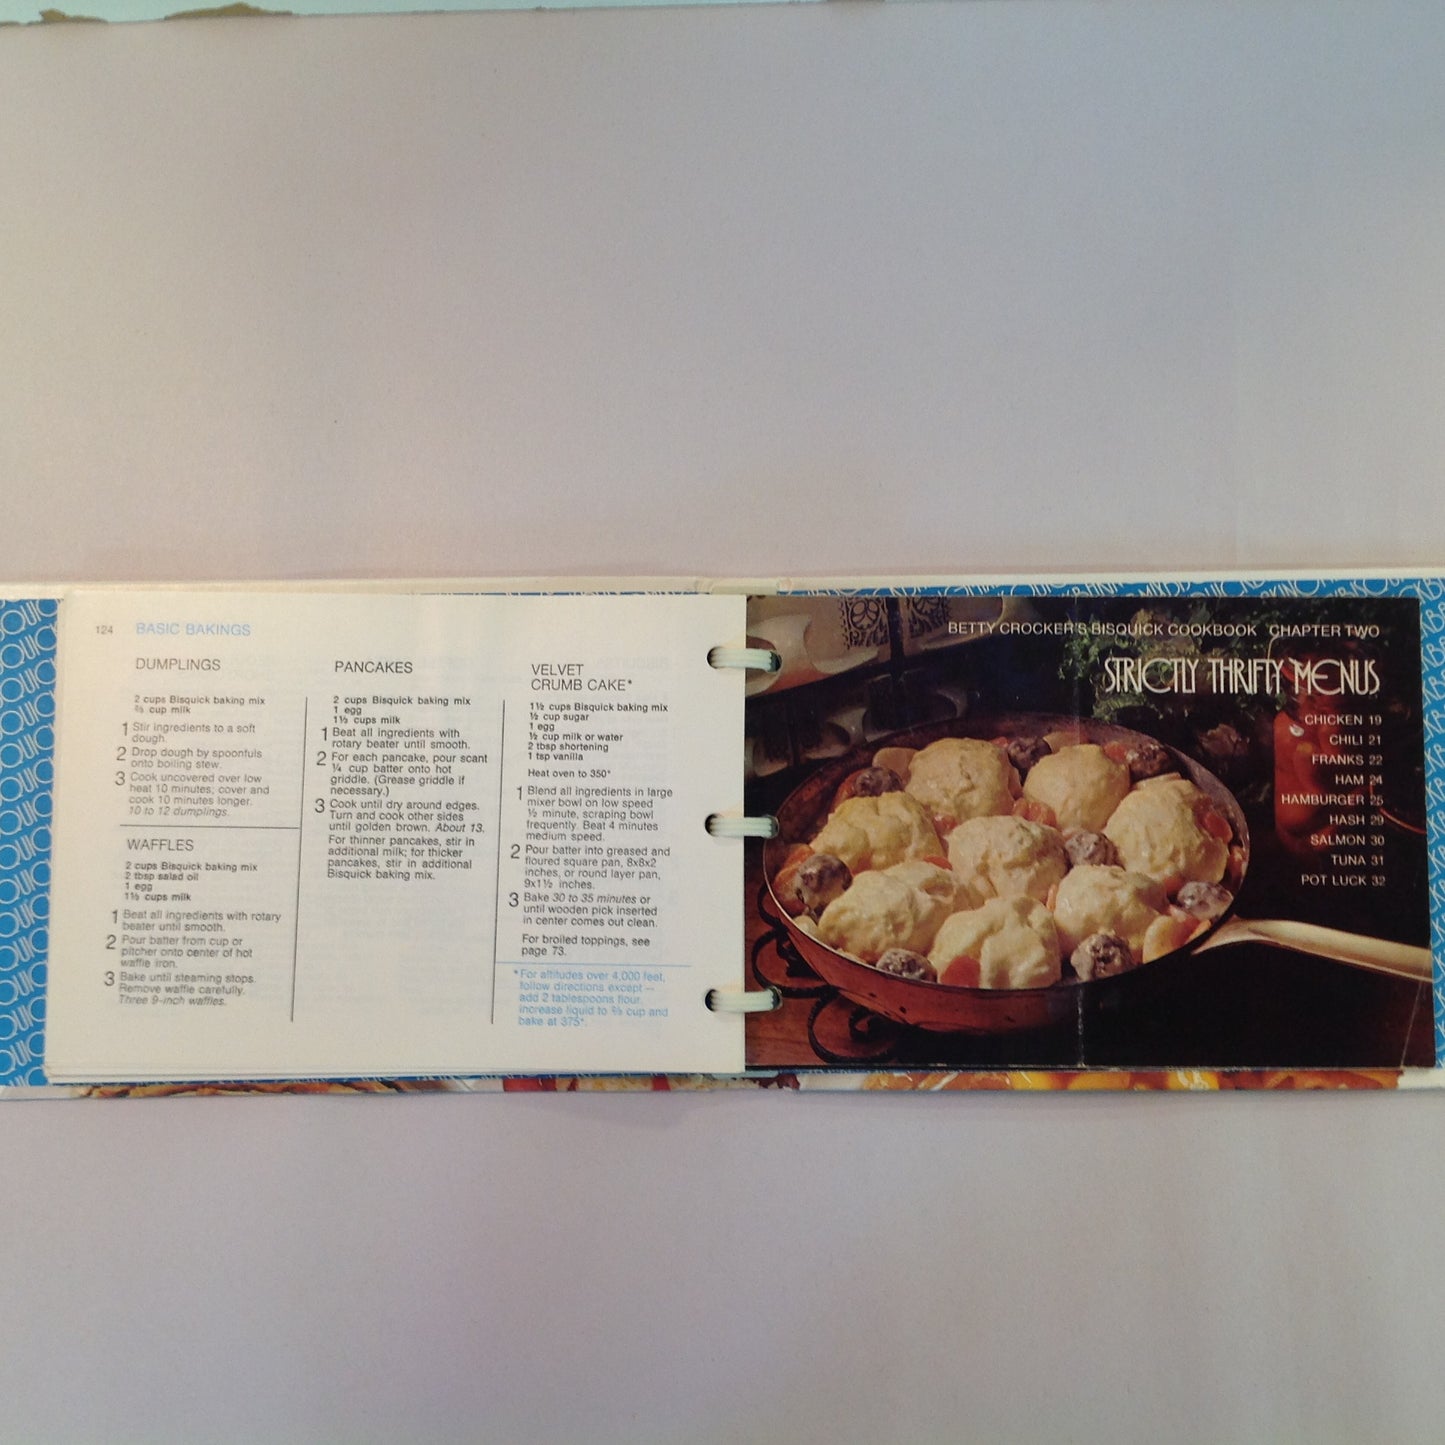 124 BASIC BAKINGS
DUMPLINGS
2 cups Bisquick baking mix
⅔ cup milk
1 Stir ingredients to a soft
dough.
2 Drop dough by spoonfuls
onto boiling stew.
3 Cook uncovered over low
heat 10 minutes; cover and
cook 10 minutes longer.
10 to 12 dumplings.
WAFFLES
2 cups Bisquick baking mix
2 tbsp salad oil
1 egg
1⅓ cups milk
1 Beat all ingredients with rotary
beater until smooth.
2 Pour batter from cup or
pitcher onto center of hot
waffle iron.
3 Bake until steaming stops.
Remove waffle carefully.
Three 9-inch waffles.
PANCAKES
2 cups Bisquick baking mix
1 egg
1½ cups milk
1 Beat all ingredients with
rotary beater until smooth.
2 For each pancake, pour scant
¼ cup batter onto hot
griddle. (Grease griddle if
necessary.)
3 Cook until dry around edges.
Turn and cook other sides
until golden brown. About 13.
For thinner pancakes, stir in
additional milk; for thicker
pancakes, stir in additional
Bisquick baking mix.
VELVET
CRUMB CAKE*
1½ cups Bisquick baking mix
½ cup sugar
1 egg
½ cup milk or water
2 tbsp shortening
1 tsp vanilla
Heat oven to 350°
1 Blend all ingredients in large
mixer bowl on low speed
½ minute, scraping bowl
frequently. Beat 4 minutes
medium speed.
2 Pour batter into greased and
floured square pan, 8x8x2
inches, or round layer pan,
9x1½ inches.
3 Bake 30 to 35 minutes or
until wooden pick inserted
in center comes out clean.
For broiled toppings, see
page 73.
*For altitudes over 4,000 feet,
follow directions except —
add 2 tablespoons flour,
increase liquid to ⅔ cup and
bake at 375°.
BETTY CROCKER'S BISQUICK COOKBOOK CHAPTER TWO
STRICTLY THRIFTY MENUS
CHICKEN 19
CHILI 21
FRANKS 22
HAM 24
HAMBURGER 25
HASH 29
SALMON 30
TUNA 31
POT LUCK 32